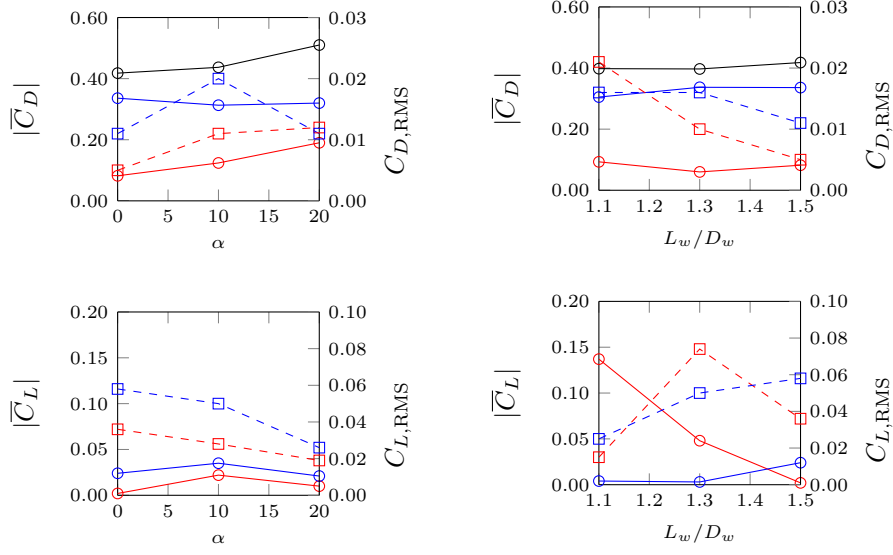 0.60 0.03
0.40 0.02
0.20 0.01
0.00 0.00
0 5 10 15 20
α
|C̅_D|
C_{D,RMS}
0.60 0.03
0.40 0.02
0.20 0.01
0.00 0.00
1.1 1.2 1.3 1.4 1.5
L_w/D_w
|C̅_D|
C_{D,RMS}
0.20 0.10
0.15 0.08
0.10 0.06
0.05 0.04
0.00 0.02
0.00
0 5 10 15 20
α
|C̅_L|
C_{L,RMS}
0.20 0.10
0.15 0.08
0.10 0.06
0.05 0.04
0.00 0.02
0.00
1.1 1.2 1.3 1.4 1.5
L_w/D_w
|C̅_L|
C_{L,RMS}